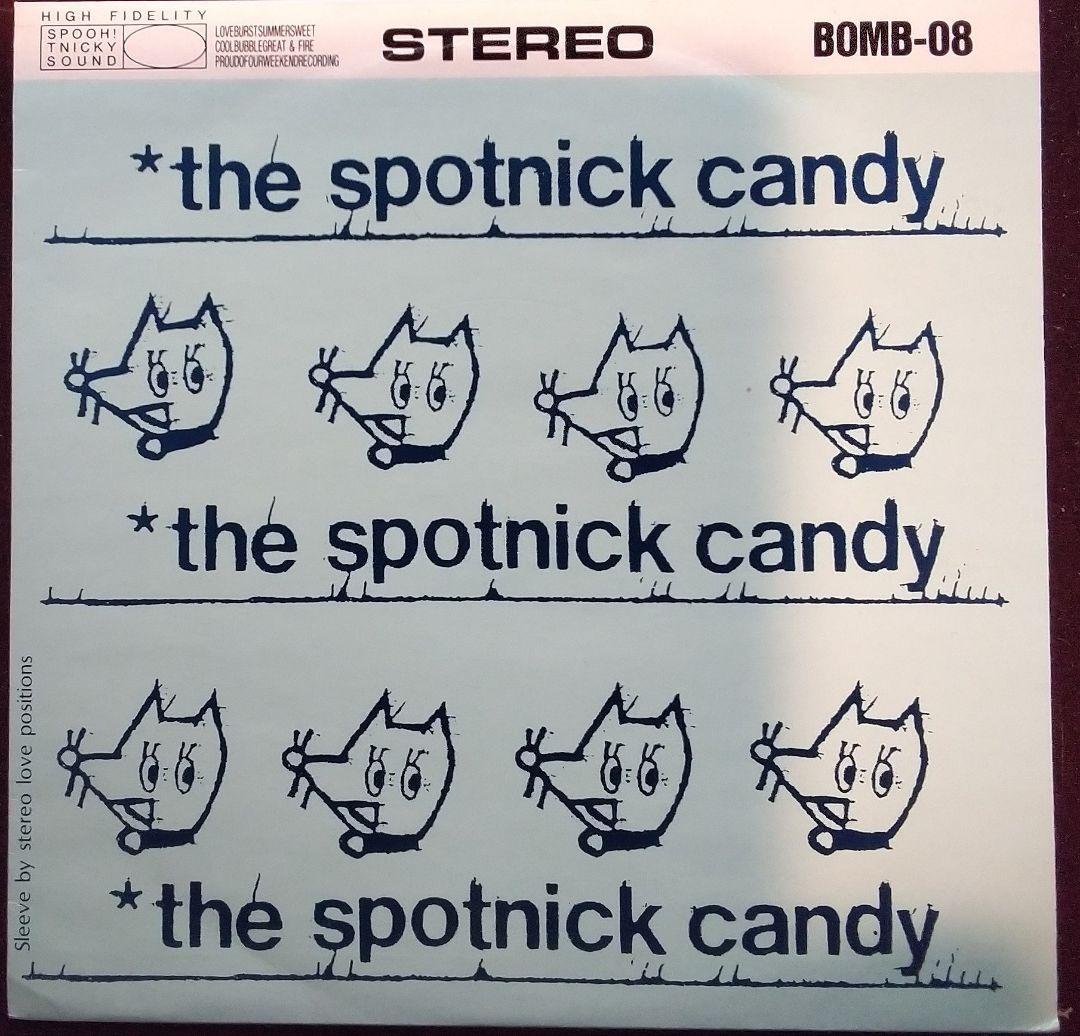 HIGH FIDELITY
SPOOH!
TNICKY
SOUND
LOVEBURSTSUMMERSWEET
COOLBUBBLEGREAT & FIRE
PROUDOFOURWEEKENDRECORDING
STEREO
BOMB-08
*the spotnick candy
*the spotnick candy
*the spotnick candy
Sleeve by stereo love positions